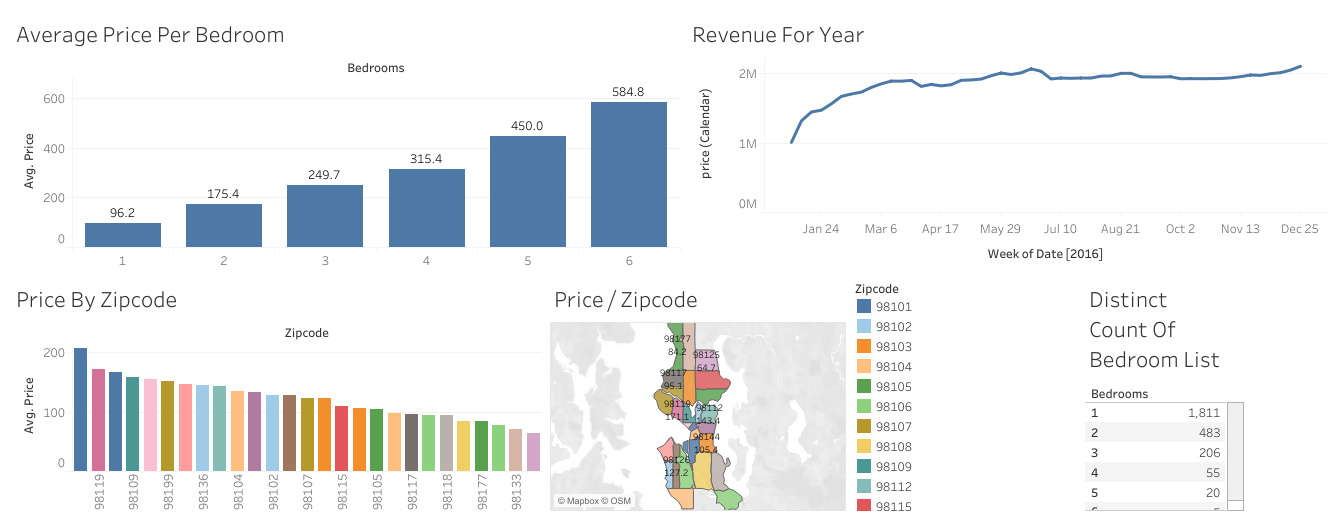 Average Price Per Bedroom
Bedrooms
Avg. Price
600
400
200
0
96.2
175.4
249.7
315.4
450.0
584.8
1
2
3
4
5
6
Revenue For Year
price (Calendar)
2M
1M
0M
Jan 24
Mar 6
Apr 17
May 29
Jul 10
Aug 21
Oct 2
Nov 13
Dec 25
Week of Date [2016]
Price By Zipcode
Zipcode
Avg. Price
200
100
0
98119
98109
98199
98136
98104
98102
98107
98115
98105
98117
98118
98177
98133
Price / Zipcode
98177
84.2
98125
64.7
98117
95.1
98119
171.1
98112
143.4
98144
105.4
98126
127.2
© Mapbox © OSM
Zipcode
98101
98102
98103
98104
98105
98106
98107
98108
98109
98112
98115
Distinct
Count Of
Bedroom List
Bedrooms
1 1,811
2 483
3 206
4 55
5 20